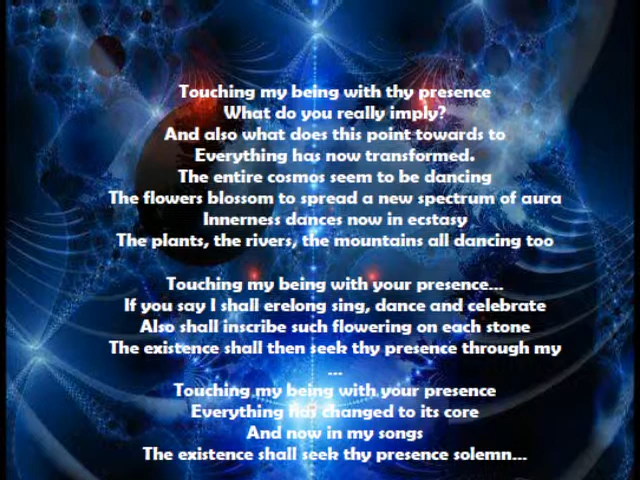 Touching my being with thy presence
What do you really imply?
And also what does this point towards to
Everything has now transformed.
The entire cosmos seem to be dancing
The flowers blossom to spread a new spectrum of aura
Innerness dances now in ecstasy
The plants, the rivers, the mountains all dancing too
Touching my being with your presence...
If you say I shall erelong sing, dance and celebrate
Also shall inscribe such flowering on each stone
The existence shall then seek thy presence through my
...
Touching my being with your presence
Everything has changed to its core
And now in my songs
The existence shall seek thy presence solemn...